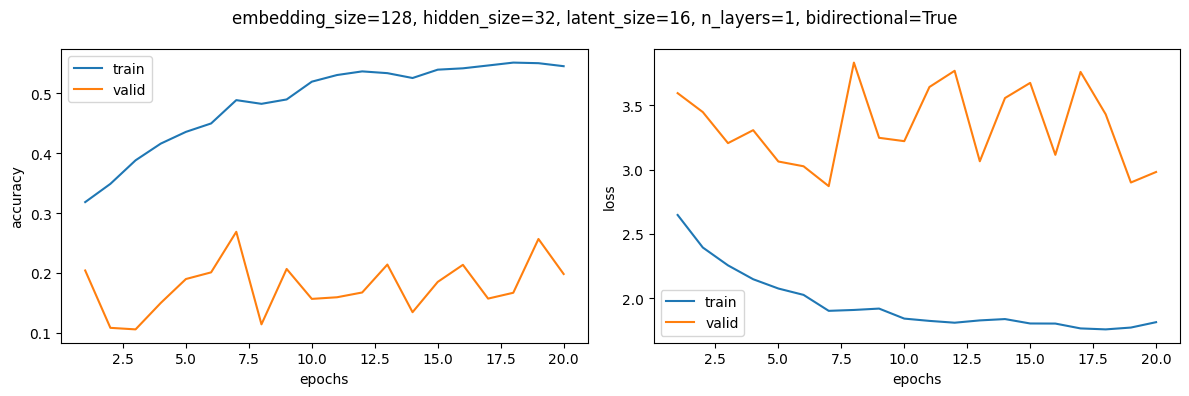 embedding_size=128, hidden_size=32, latent_size=16, n_layers=1, bidirectional=True
train
valid
accuracy
0.5
0.4
0.3
0.2
0.1
2.5 5.0 7.5 10.0 12.5 15.0 17.5 20.0
epochs
loss
3.5
3.0
2.5
2.0
train
valid
2.5 5.0 7.5 10.0 12.5 15.0 17.5 20.0
epochs